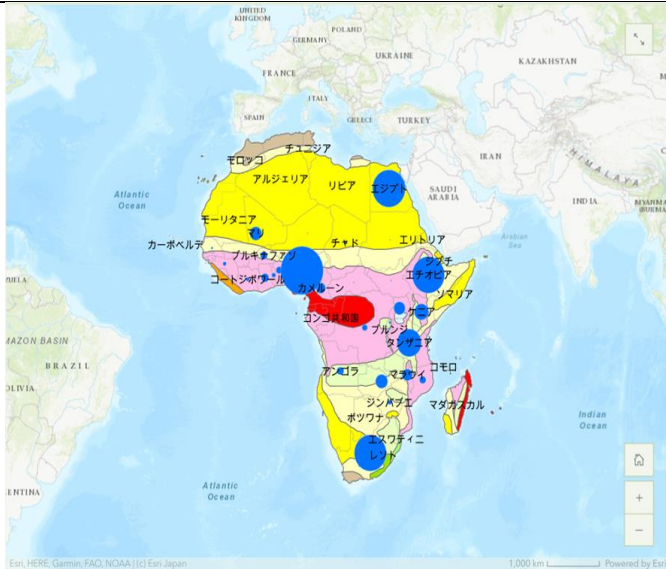 UNITED
KINGDOM
POLAND
GERMANY
UKRAINE
KAZAKHSTAN
FRANCE
ITALY
SPAIN
GREECE
TURKEY
チュニジア
モロッコ
IRAN
HIMALAYA
アルジェリア
リビア
エジプト
SAUDI
ARABIA
INDIA
MYANMA
(BURMA
Atlantic
Ocean
モーリタニア
マリ
カーボベルデ
チャド
エリトリア
Arabian
Sea
ブルキナファソ
ジブチ
エチオピア
コートジボワール
カメルーン
ソマリア
コンゴ共和国
ケニア
ブルンジ
タンザニア
AMAZON BASIN
BRAZIL
OLIVIA
アンゴラ
マラウイ
コモロ
ジンバブエ
マダガスカル
ボツワナ
Indian
Ocean
エスワティニ
レソト
Atlantic
Ocean
ENTINA
Esri, HERE, Garmin, FAO, NOAA | (c) Esri Japan
1,000 km
Powered by Esri